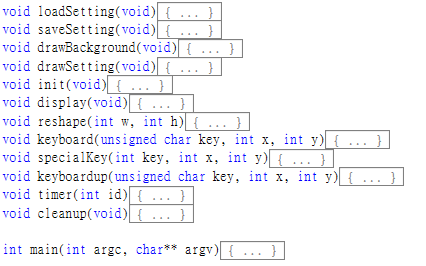 void loadSetting(void){ ... }
void saveSetting(void){ ... }
void drawBackground(void){ ... }
void drawSetting(void){ ... }
void init(void){ ... }
void display(void){ ... }
void reshape(int w, int h){ ... }
void keyboard(unsigned char key, int x, int y){ ... }
void specialKey(int key, int x, int y){ ... }
void keyboardup(unsigned char key, int x, int y){ ... }
void timer(int id){ ... }
void cleanup(void){ ... }
int main(int argc, char** argv){ ... }